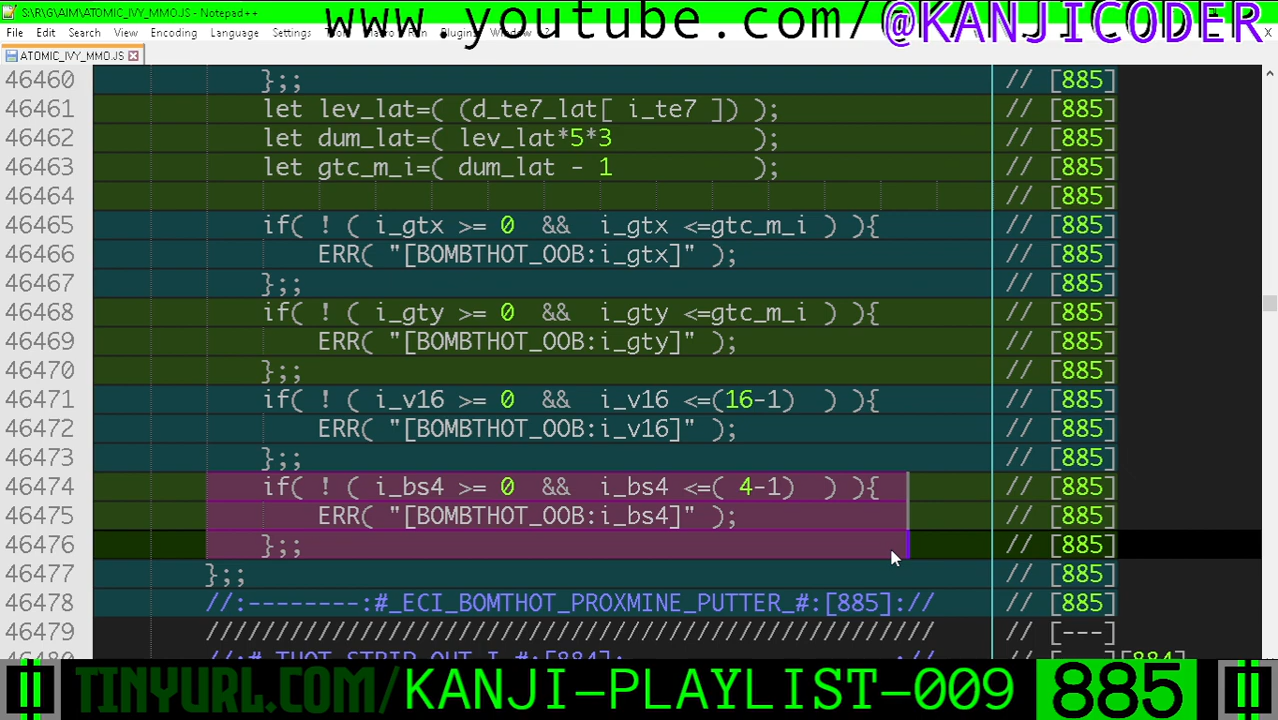 S:\R\G\AIM\ATOMIC_IVY_MMO.JS - Notepad++
www.youtube.com/@KANJICODER
File Edit Search View Encoding Language Settings Run Plugins
ATOMIC_IVY_MMO.JS
46460 };; // [885]
46461 let lev_lat=( (d_te7_lat[ i_te7 ]) ); // [885]
46462 let dum_lat=( lev_lat*5*3 ); // [885]
46463 let gtc_m_i=( dum_lat - 1 ); // [885]
46464 // [885]
46465 if( ! ( i_gtx >= 0 && i_gtx <=gtc_m_i ) ){ // [885]
46466 ERR( "[BOMBTHOT_OOB:i_gtx]" ); // [885]
46467 };; // [885]
46468 if( ! ( i_gty >= 0 && i_gty <=gtc_m_i ) ){ // [885]
46469 ERR( "[BOMBTHOT_OOB:i_gty]" ); // [885]
46470 };; // [885]
46471 if( ! ( i_v16 >= 0 && i_v16 <=(16-1) ) ){ // [885]
46472 ERR( "[BOMBTHOT_OOB:i_v16]" ); // [885]
46473 };; // [885]
46474 if( ! ( i_bs4 >= 0 && i_bs4 <=( 4-1) ) ){ // [885]
46475 ERR( "[BOMBTHOT_OOB:i_bs4]" ); // [885]
46476 };; // [885]
46477 };; // [885]
46478 //:--------:#_ECI_BOMTHOT_PROXMINE_PUTTER_#:[885]:// // [885]
46479 //////////////////////////////////////////////////// // [---]
TINYURL.COM/KANJI-PLAYLIST-009 885